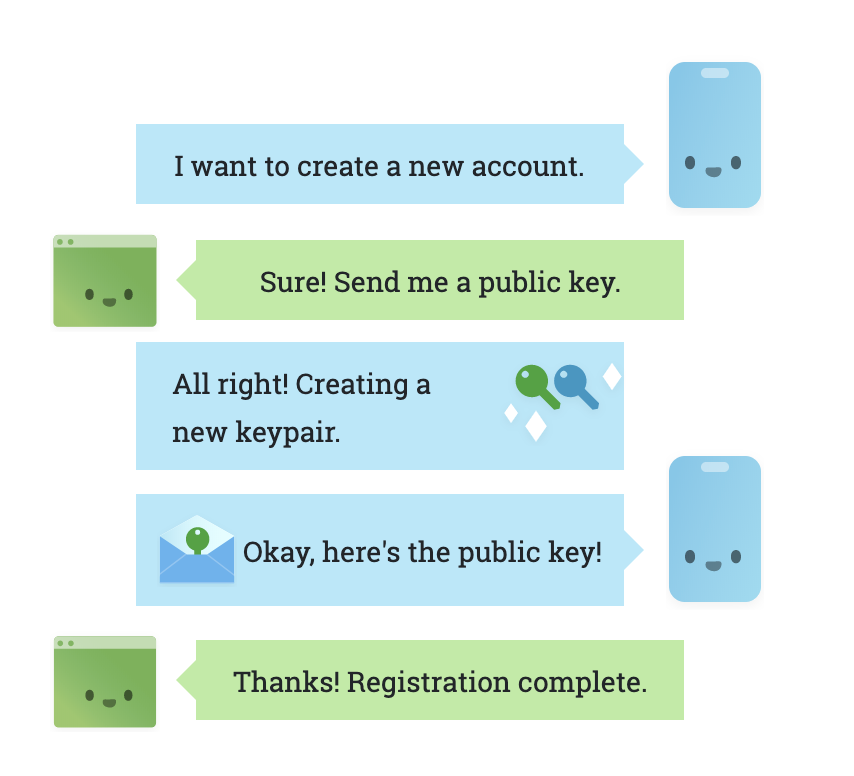 I want to create a new account.
Sure! Send me a public key.
All right! Creating a
new keypair.
Okay, here's the public key!
Thanks! Registration complete.